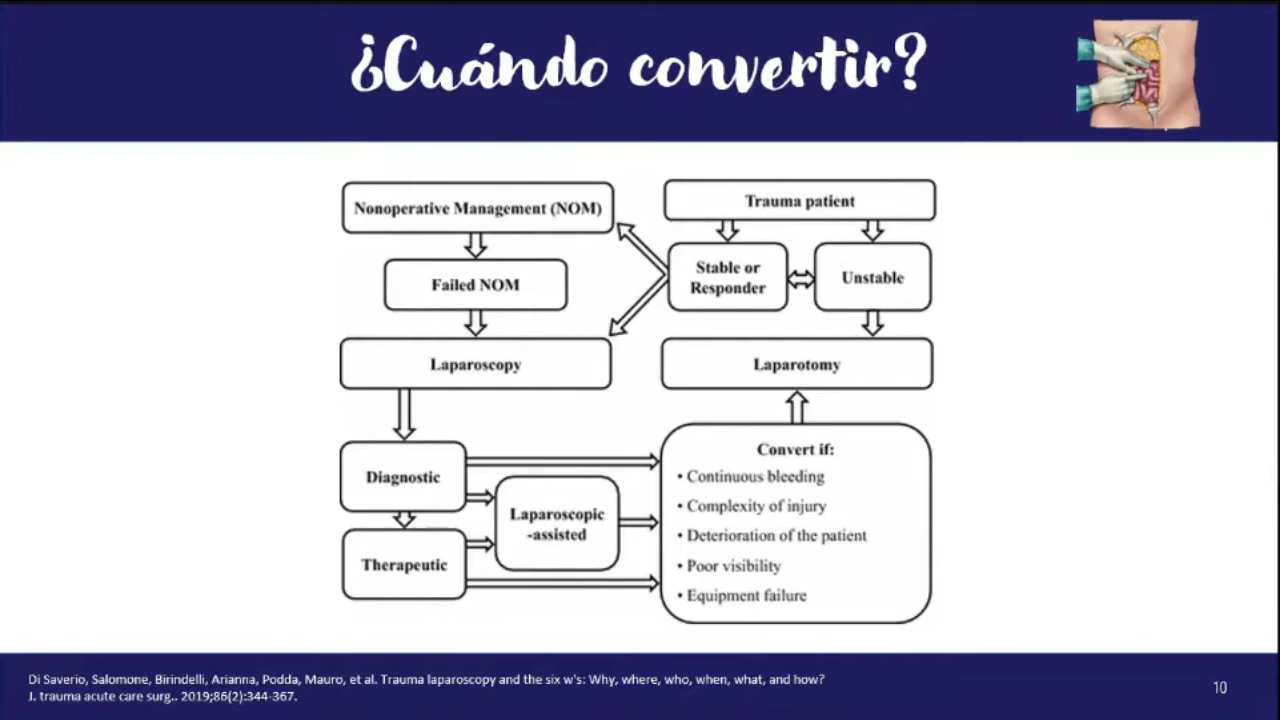 ¿Cuándo convertir?
Nonoperative Management (NOM)
Trauma patient
Failed NOM
Stable or
Responder
Unstable
Laparoscopy
Laparotomy
Diagnostic
Laparoscopic
-assisted
Therapeutic
Convert if:
• Continuous bleeding
• Complexity of injury
• Deterioration of the patient
• Poor visibility
• Equipment failure
Di Saverio, Salomone, Birindelli, Arianna, Podda, Mauro, et al. Trauma laparoscopy and the six w's: Why, where, who, when, what, and how?
J. trauma acute care surg.. 2019;86(2):344-367.
10